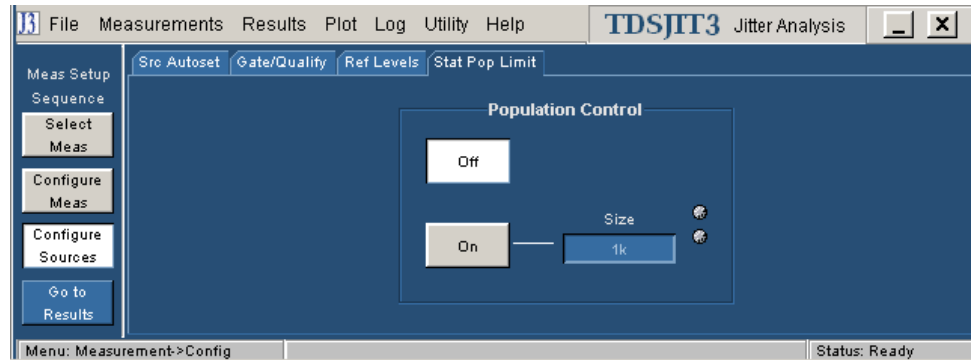 J3 File Measurements Results Plot Log Utility Help TDSJIT3 Jitter Analysis
Src Autoset Gate/Qualify Ref Levels Stat Pop Limit
Meas Setup
Sequence
Select
Meas
Configure
Meas
Configure
Sources
Go to
Results
Population Control
Off
On
Size
1k
Menu: Measurement->Config
Status: Ready